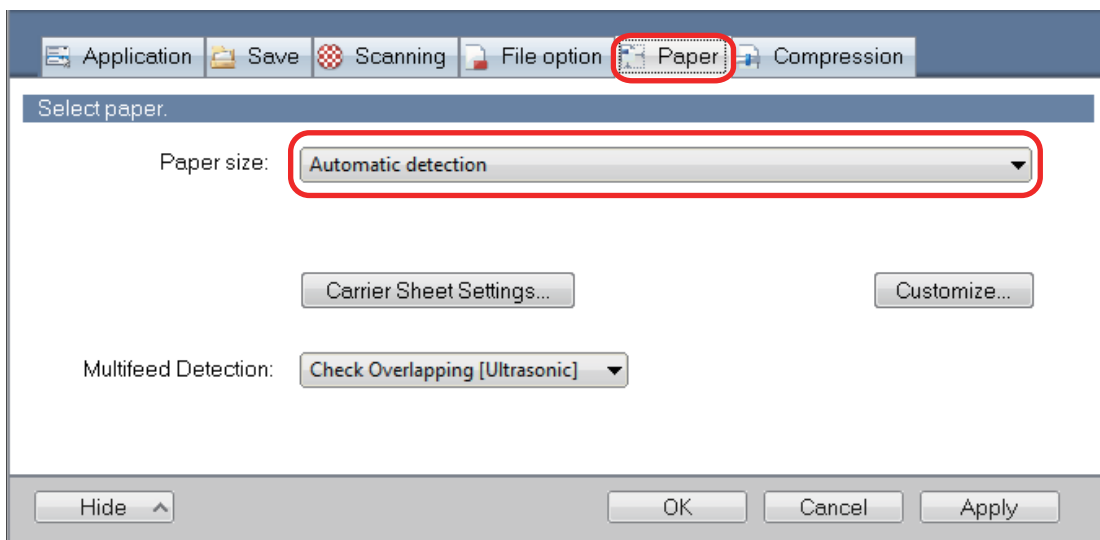 Application Save Scanning File option Paper Compression
Select paper.
Paper size: Automatic detection
Carrier Sheet Settings... Customize...
Multifeed Detection: Check Overlapping [Ultrasonic]
Hide OK Cancel Apply